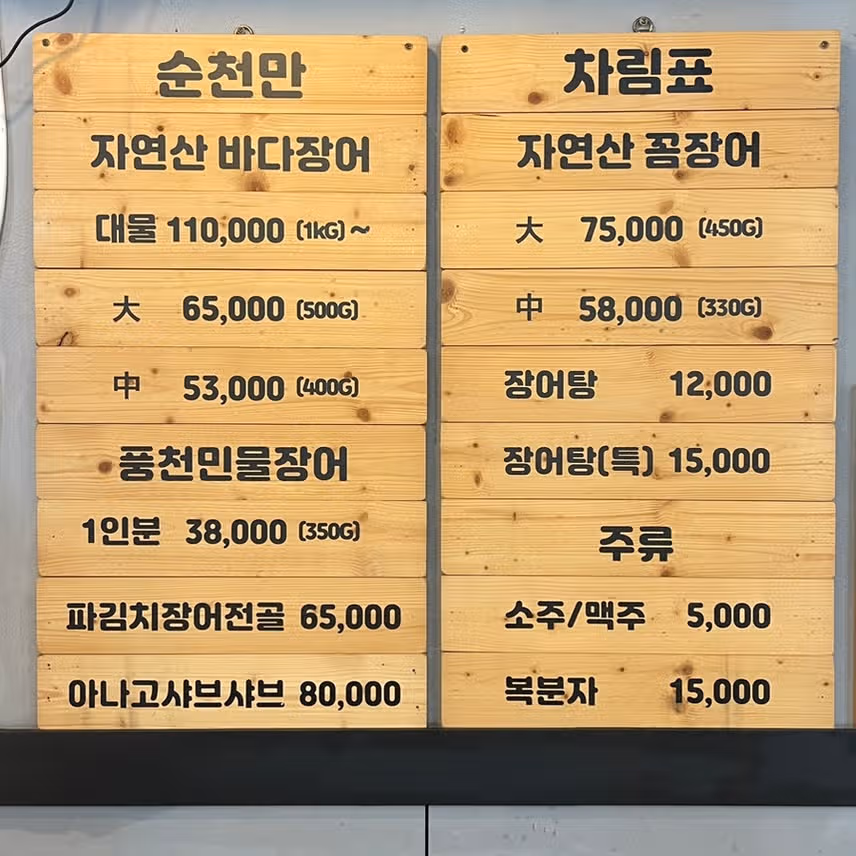 순천만
자연산 바다장어
대물 110,000 (1kG) ~
大 65,000 (500G)
中 53,000 (400G)
풍천민물장어
1인분 38,000 (350G)
파김치장어전골 65,000
아나고샤브샤브 80,000
차림표
자연산 꼼장어
大 75,000 (450G)
中 58,000 (330G)
장어탕 12,000
장어탕(특) 15,000
주류
소주/맥주 5,000
복분자 15,000